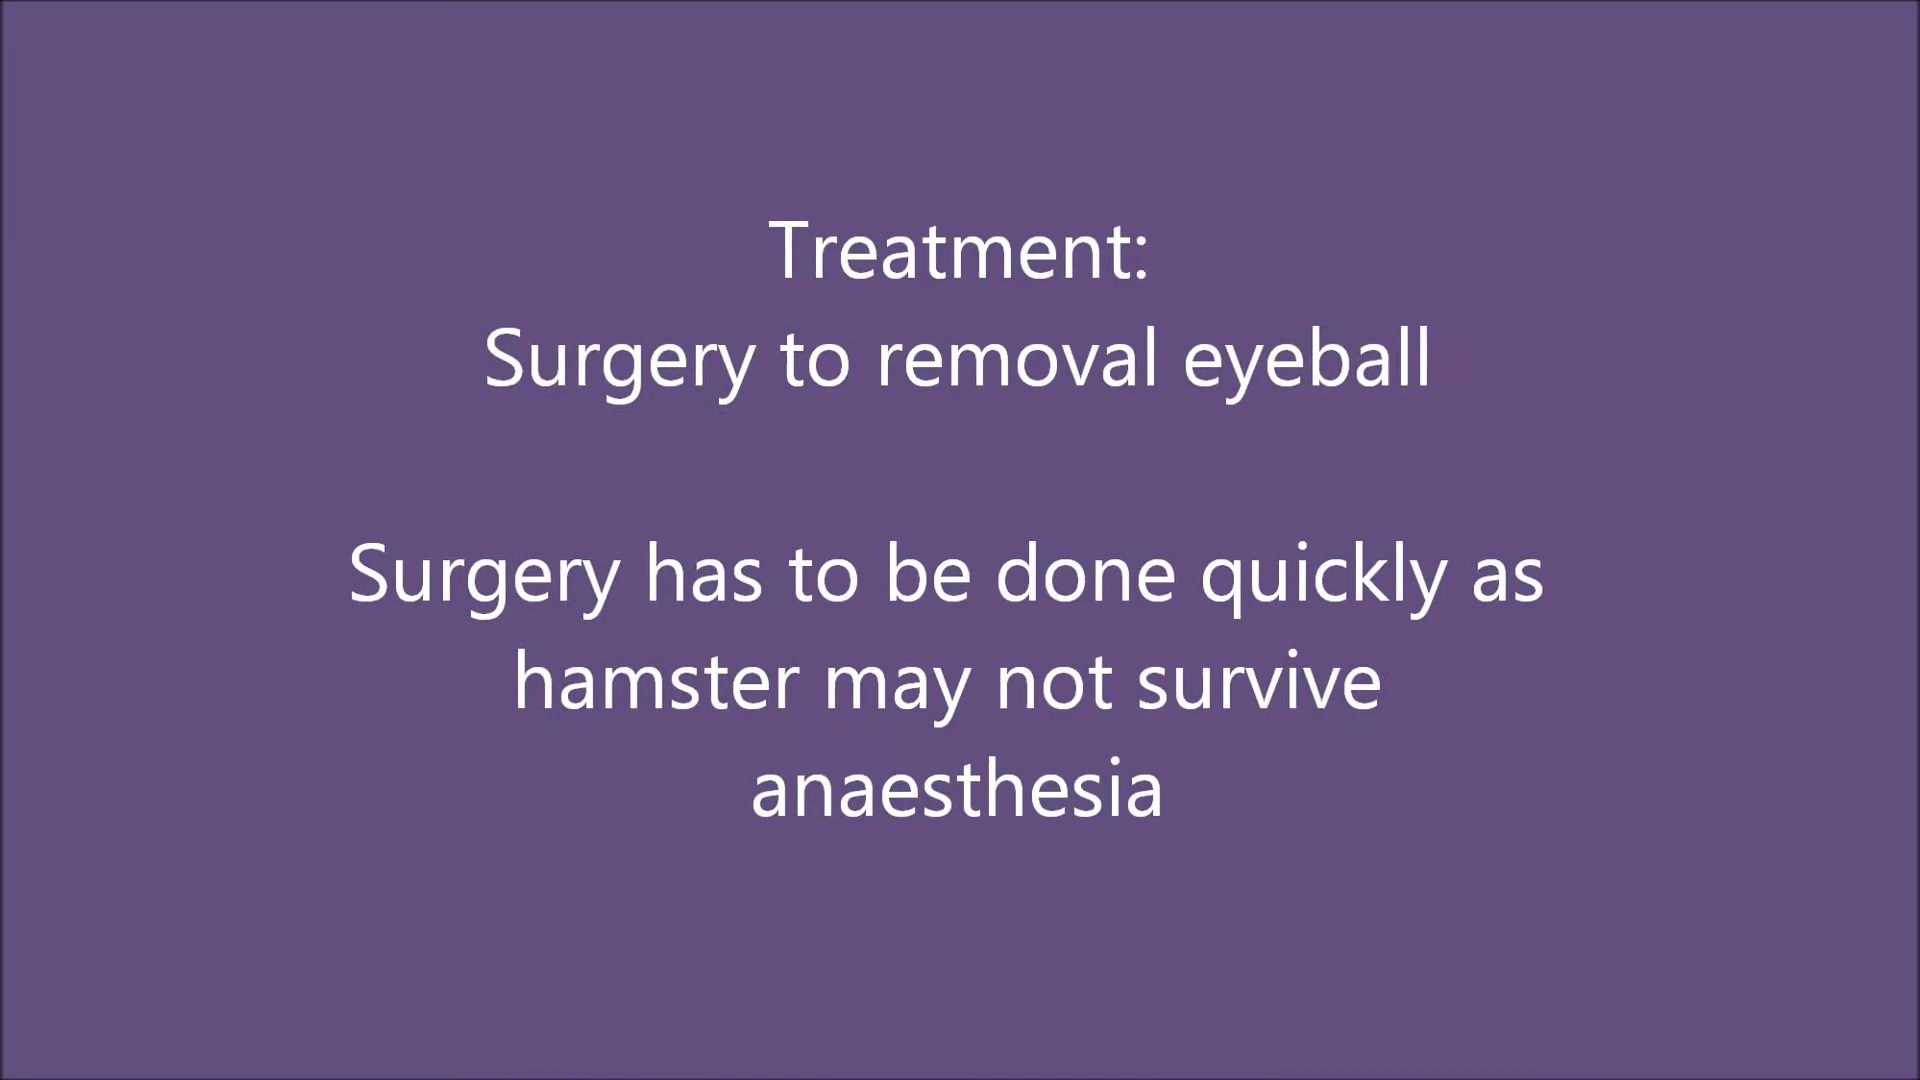 Treatment:
Surgery to removal eyeball
Surgery has to be done quickly as
hamster may not survive
anaesthesia